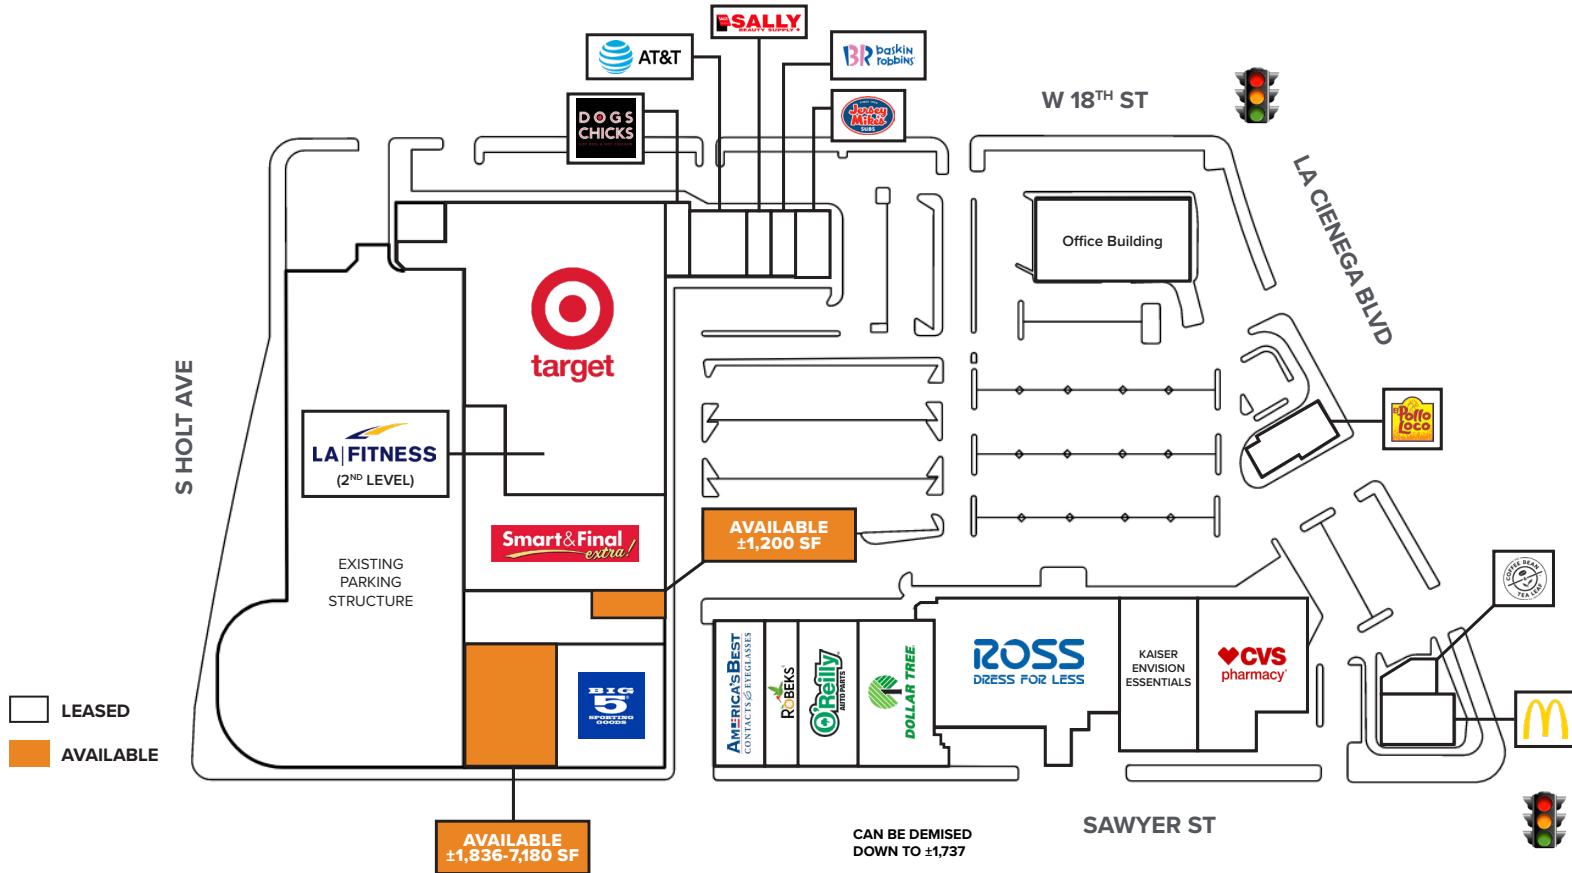 SALLY
BEAUTY SUPPLY
AT&T
BR baskin
robbins
DOGS
CHICKS
Jersey
Mike's
SUBS
W 18TH ST
LA CIENEGA BLVD
Office Building
target
S HOLT AVE
LA FITNESS
(2ND LEVEL)
El Pollo
Loco
Smart&Final
extra!
AVAILABLE
±1,200 SF
EXISTING
PARKING
STRUCTURE
COFFEE BEAN
TEA LEAF
AMERICA'S BEST
CONTACTS & EYEGLASSES
ROBEKS
O'Reilly
AUTO PARTS
DOLLAR TREE
ROSS
DRESS FOR LESS
KAISER
ENVISION
ESSENTIALS
CVS
pharmacy
BIG
5
SPORTING
GOODS
M
LEASED
AVAILABLE
AVAILABLE
±1,836-7,180 SF
CAN BE DEMISED
DOWN TO ±1,737
SAWYER ST